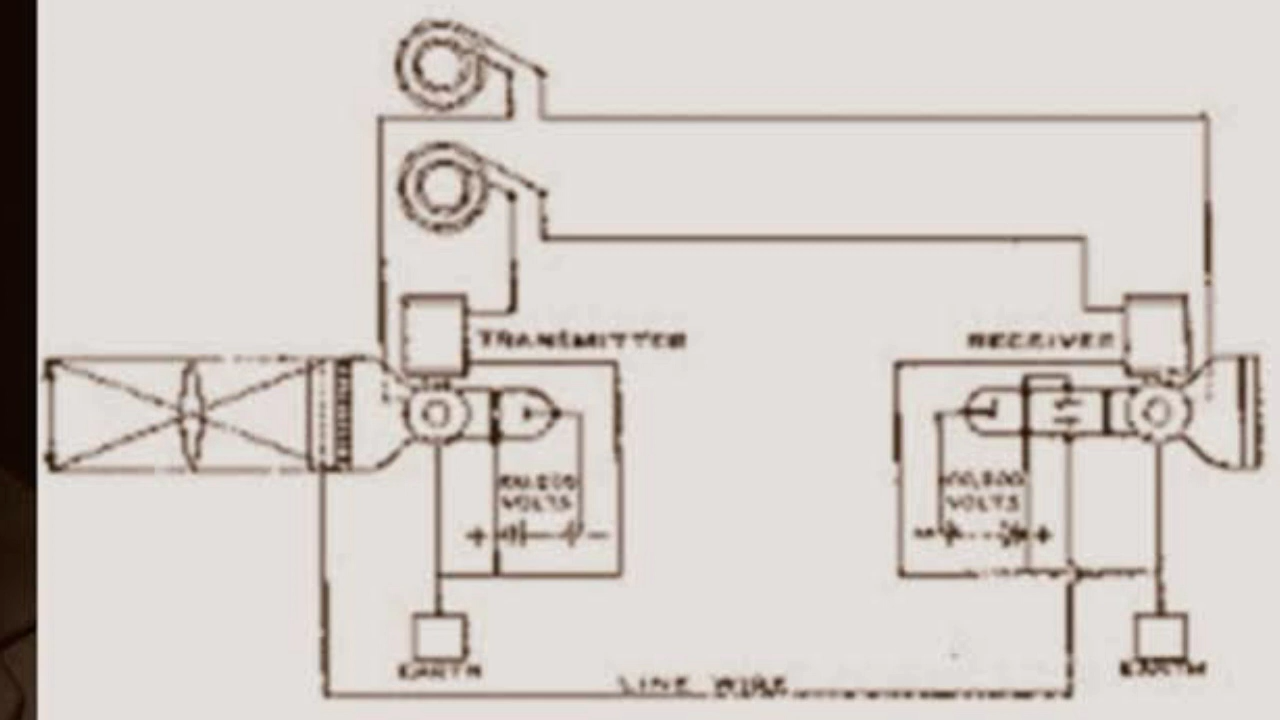 TRANSMITTER
RECEIVER
VOLTS
VOLTS
+
-
-
+
EARTH
EARTH
LINE WIRE